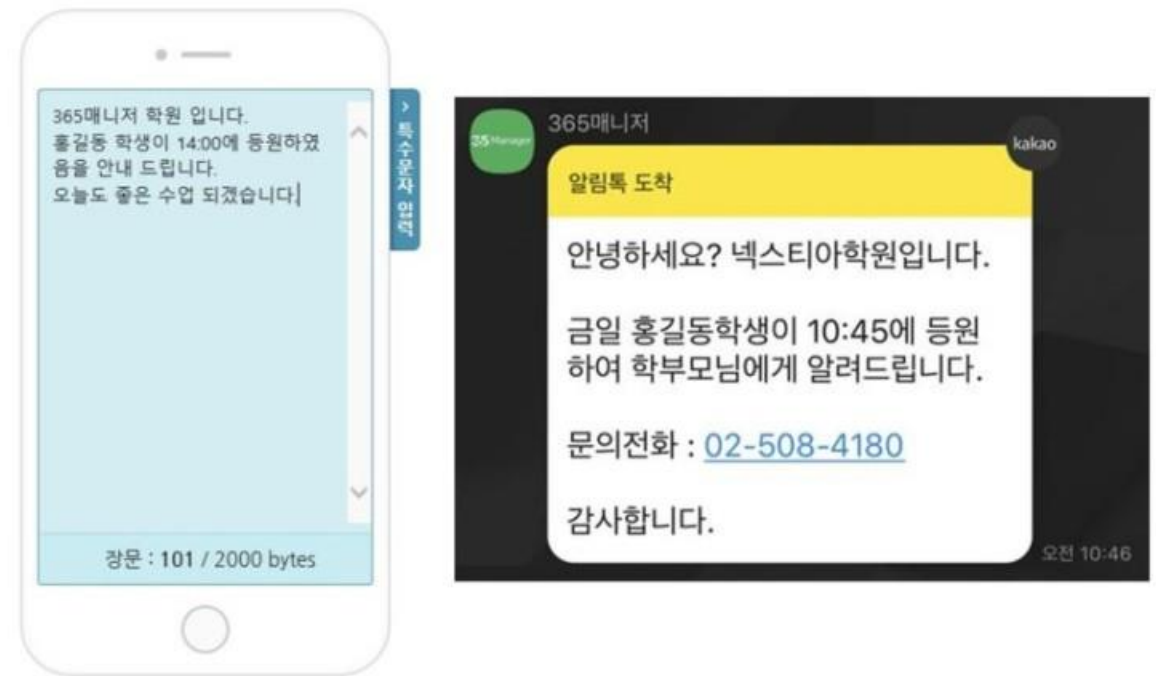 365매니저 학원 입니다.
홍길동 학생이 14:00에 등원하였
음을 안내 드립니다.
오늘도 좋은 수업 되겠습니다.
> 특수문자 입력
장문 : 101 / 2000 bytes
365 Manager
365매니저
kakao
알림톡 도착
안녕하세요? 넥스티아학원입니다.
금일 홍길동학생이 10:45에 등원
하여 학부모님에게 알려드립니다.
문의전화 : 02-508-4180
감사합니다.
오전 10:46